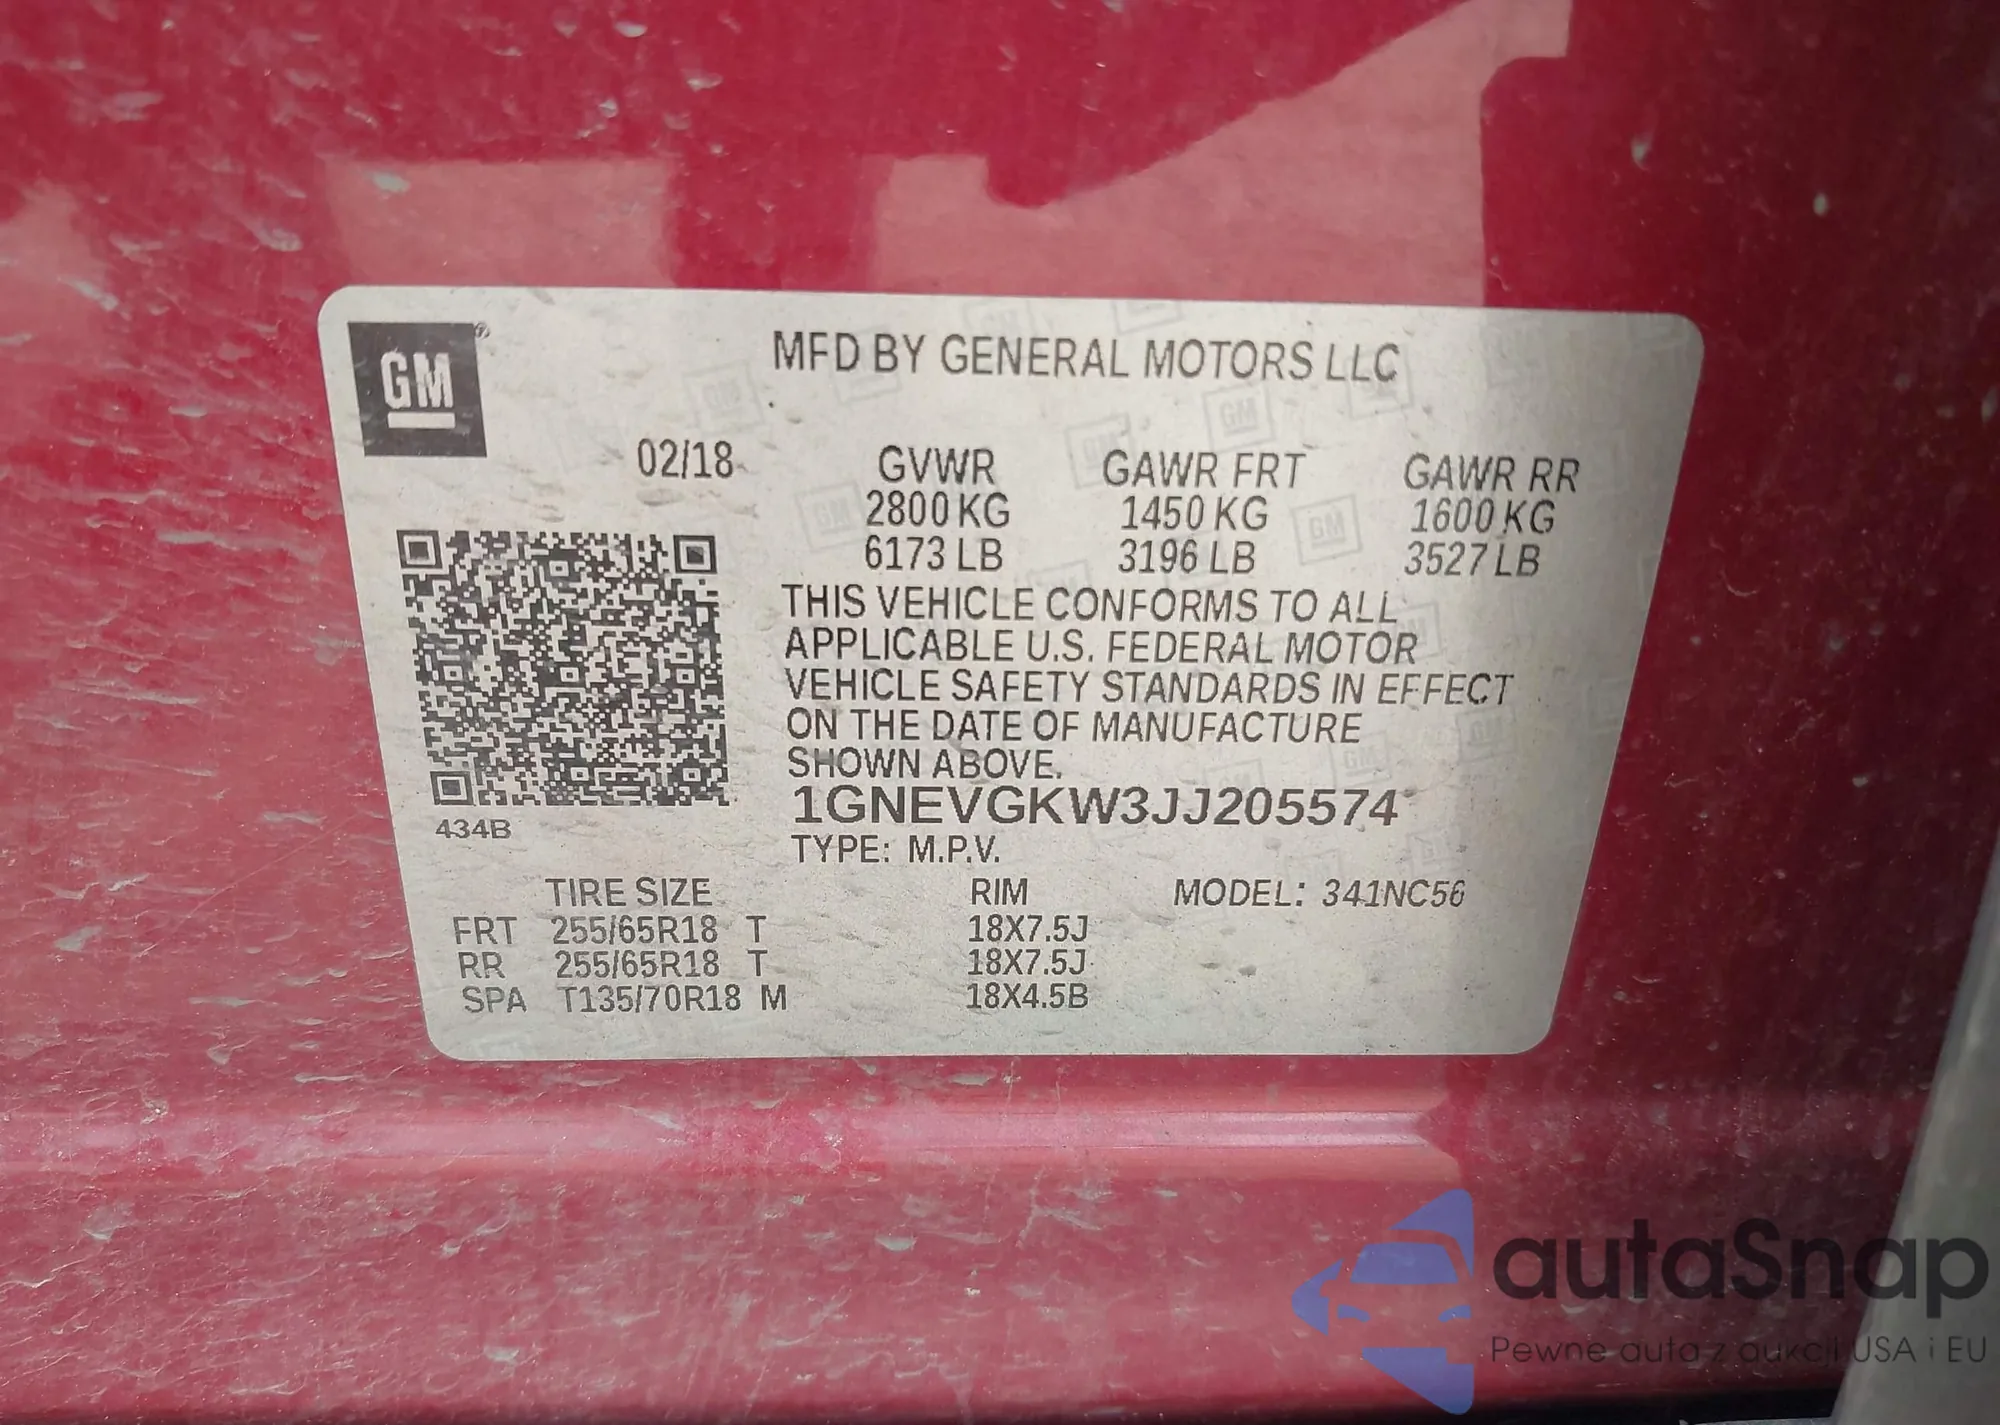 GM®
MFD BY GENERAL MOTORS LLC
02/18 GVWR GAWR FRT GAWR RR
2800 KG 1450 KG 1600 KG
6173 LB 3196 LB 3527 LB
THIS VEHICLE CONFORMS TO ALL
APPLICABLE U.S. FEDERAL MOTOR
VEHICLE SAFETY STANDARDS IN EFFECT
ON THE DATE OF MANUFACTURE
SHOWN ABOVE.
1GNEVGKW3JJ205574
434B
TYPE: M.P.V.
TIRE SIZE RIM MODEL: 341NC56
FRT 255/65R18 T 18X7.5J
RR 255/65R18 T 18X7.5J
SPA T135/70R18 M 18X4.5B
autaSnap
Pewne auta z aukcji USA i EU